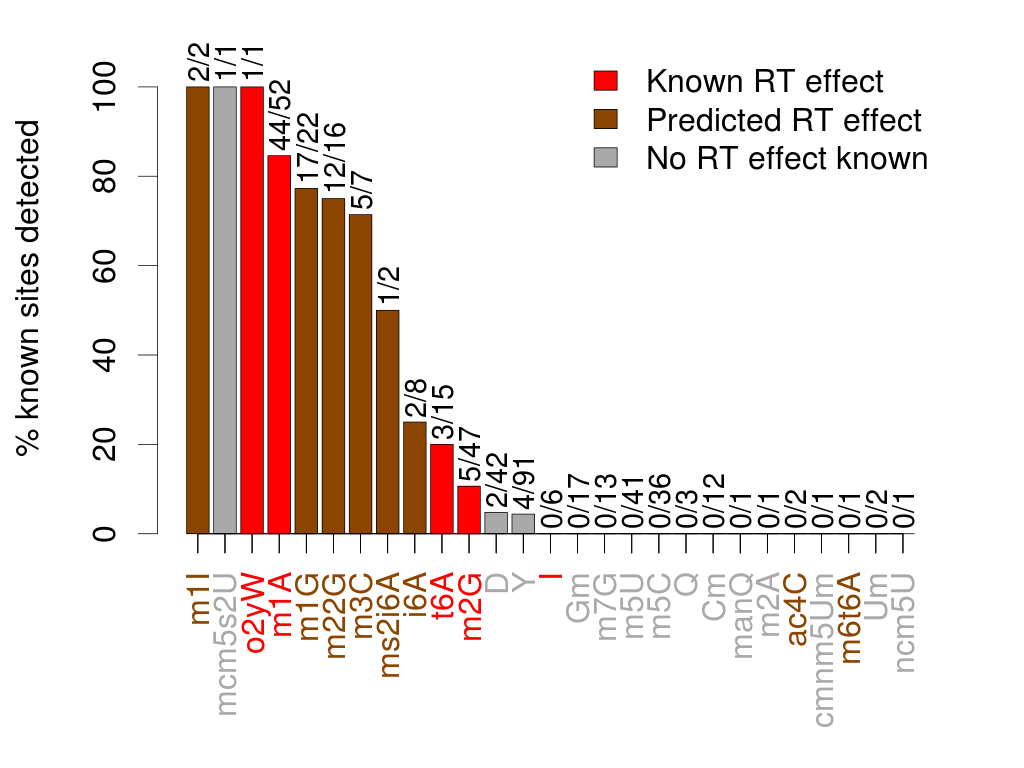 Known RT effect
Predicted RT effect
No RT effect known
% known sites detected
100
80
60
40
20
0
2/2
1/1
1/1
44/52
17/22
12/16
5/7
1/2
2/8
3/15
5/47
2/42
4/91
0/6
0/17
0/13
0/41
0/36
0/3
0/12
0/1
0/1
0/2
0/1
0/1
0/2
0/1
m1I
mcm5s2U
o2yW
m1A
m1G
m22G
m3C
ms2i6A
i6A
t6A
m2G
D
Y
I
Gm
m7G
m5U
m5C
Q
Cm
manQ
m2A
ac4C
cmnm5Um
m6t6A
Um
ncm5U